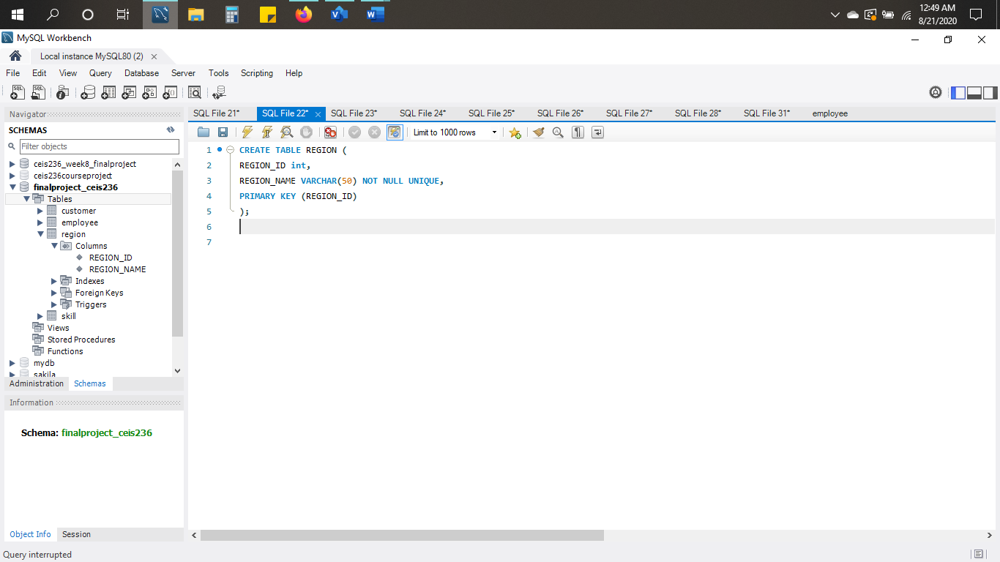 12:49 AM
8/21/2020
MySQL Workbench
Local instance MySQL80 (2)
File Edit View Query Database Server Tools Scripting Help
Navigator
SCHEMAS
Filter objects
ceis236_week8_finalproject
ceis236courseproject
finalproject_ceis236
Tables
customer
employee
region
Columns
REGION_ID
REGION_NAME
Indexes
Foreign Keys
Triggers
skill
Views
Stored Procedures
Functions
mydb
sakila
Administration Schemas
Information
Schema: finalproject_ceis236
Object Info Session
Query interrupted
SQL File 21* SQL File 22* SQL File 23* SQL File 24* SQL File 25* SQL File 26* SQL File 27* SQL File 28* SQL File 31* employee
Limit to 1000 rows
1 CREATE TABLE REGION (
2 REGION_ID int,
3 REGION_NAME VARCHAR(50) NOT NULL UNIQUE,
4 PRIMARY KEY (REGION_ID)
5 );
6
7